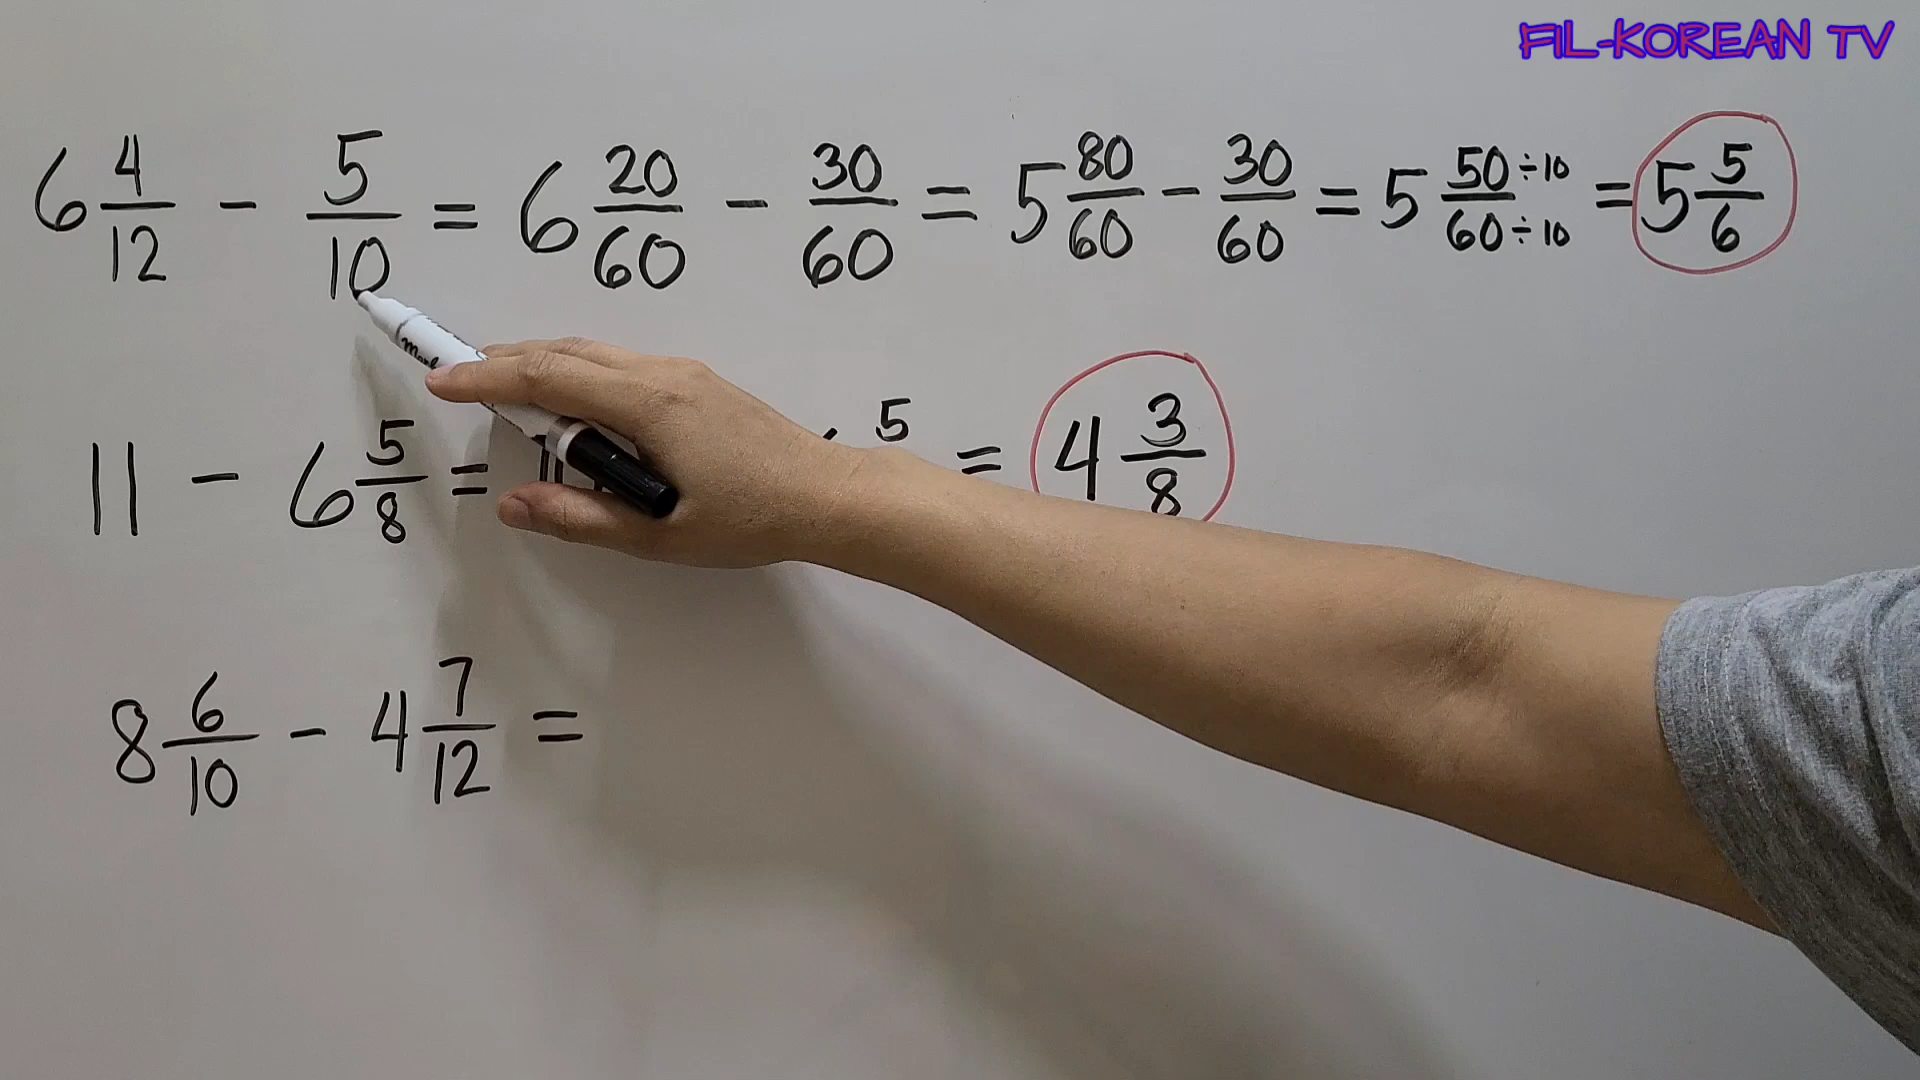 FIL-KOREAN TV
6 4/12 - 5/10 = 6 20/60 - 30/60 = 5 80/60 - 30/60 = 5 50÷10/60÷10 = 5 5/6
11 - 6 5/8 = 5 = 4 3/8
8 6/10 - 4 7/12 =